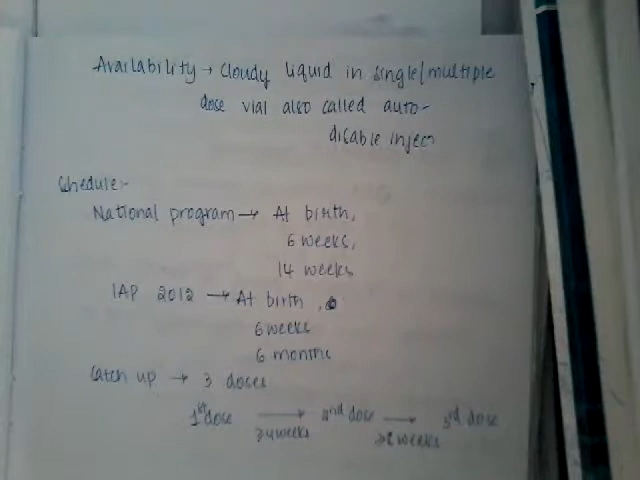 Availability → Cloudy liquid in single/multiple
dose vial also called auto-
disable injec
Schedule:-
National program → At birth,
6 weeks,
14 weeks
IAP 2012 → At birth,
6 weeks
6 months
Catch up → 3 doses
1st dose → 2nd dose → 3rd dose
≥4weeks ≥8 weeks